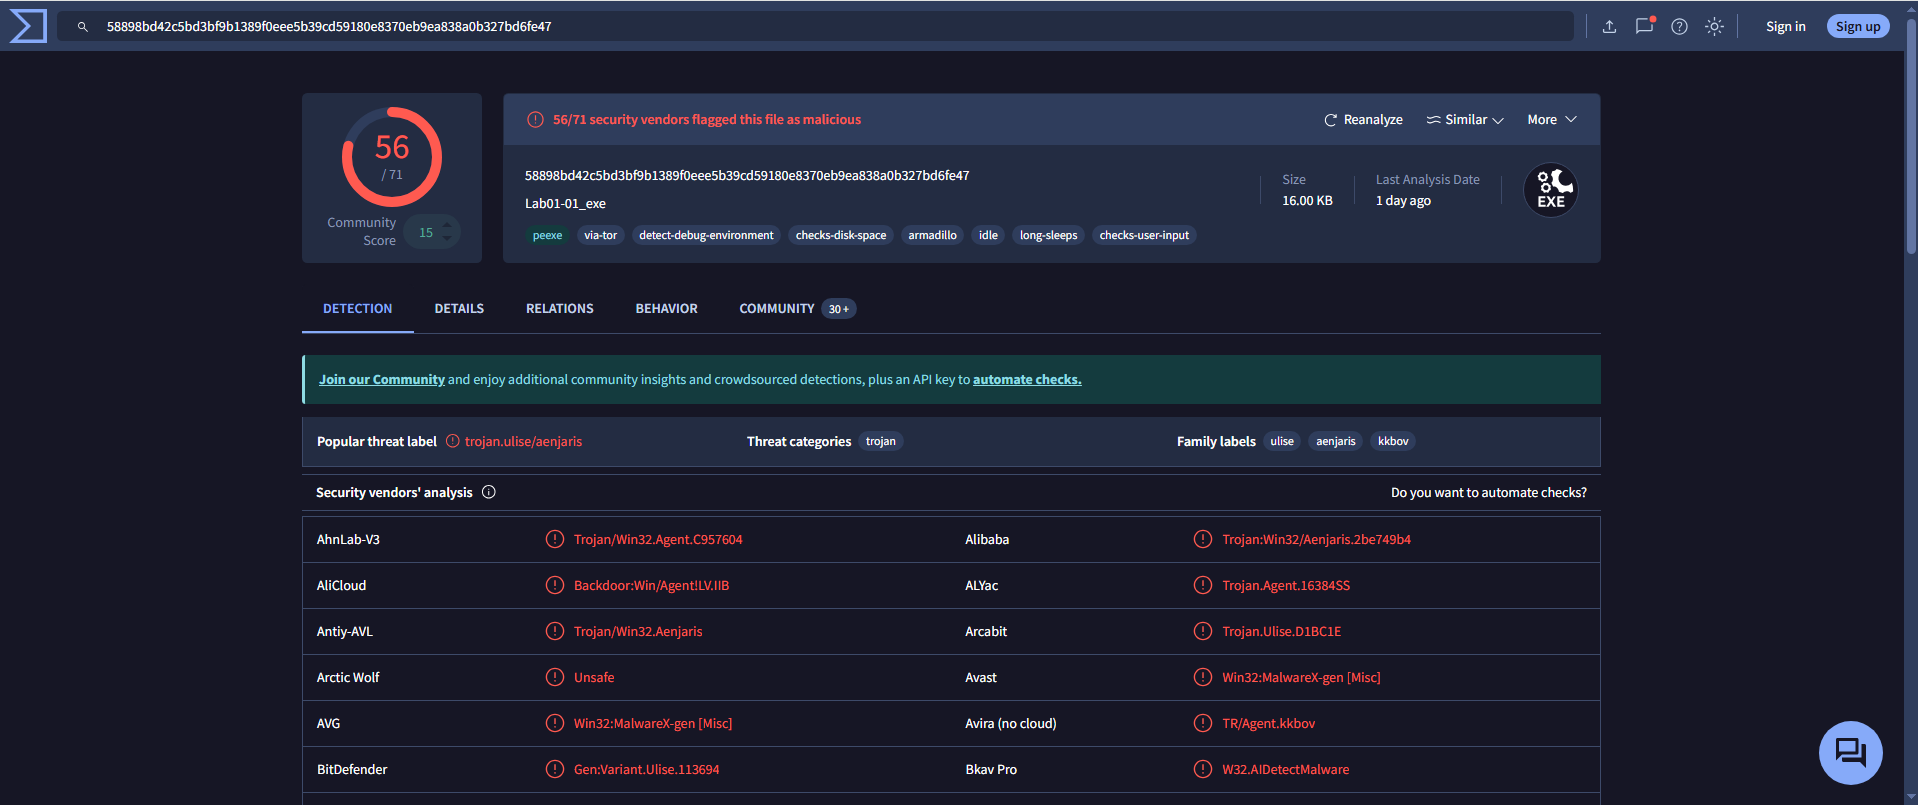 58898bd42c5bd3bf9b1389f0eee5b39cd59180e8370eb9ea838a0b327bd6fe47
Sign in
Sign up
56
/ 71
Community Score
15
56/71 security vendors flagged this file as malicious
Reanalyze
Similar
More
58898bd42c5bd3bf9b1389f0eee5b39cd59180e8370eb9ea838a0b327bd6fe47
Lab01-01_exe
peexe via-tor detect-debug-environment checks-disk-space armadillo idle long-sleeps checks-user-input
Size
16.00 KB
Last Analysis Date
1 day ago
EXE
DETECTION DETAILS RELATIONS BEHAVIOR COMMUNITY 30+
Join our Community and enjoy additional community insights and crowdsourced detections, plus an API key to automate checks.
Popular threat label trojan.ulise/aenjaris Threat categories trojan Family labels ulise aenjaris kkbov
Security vendors' analysis Do you want to automate checks?
AhnLab-V3 Trojan/Win32.Agent.C957604 Alibaba Trojan:Win32/Aenjaris.2be749b4
AliCloud Backdoor:Win/Agent!LV.IIB ALYac Trojan.Agent.16384SS
Antiy-AVL Trojan/Win32.Aenjaris Arcabit Trojan.Ulise.D1BC1E
Arctic Wolf Unsafe Avast Win32:MalwareX-gen [Misc]
AVG Win32:MalwareX-gen [Misc] Avira (no cloud) TR/Agent.kkbov
BitDefender Gen:Variant.Ulise.113694 Bkav Pro W32.AIDetectMalware